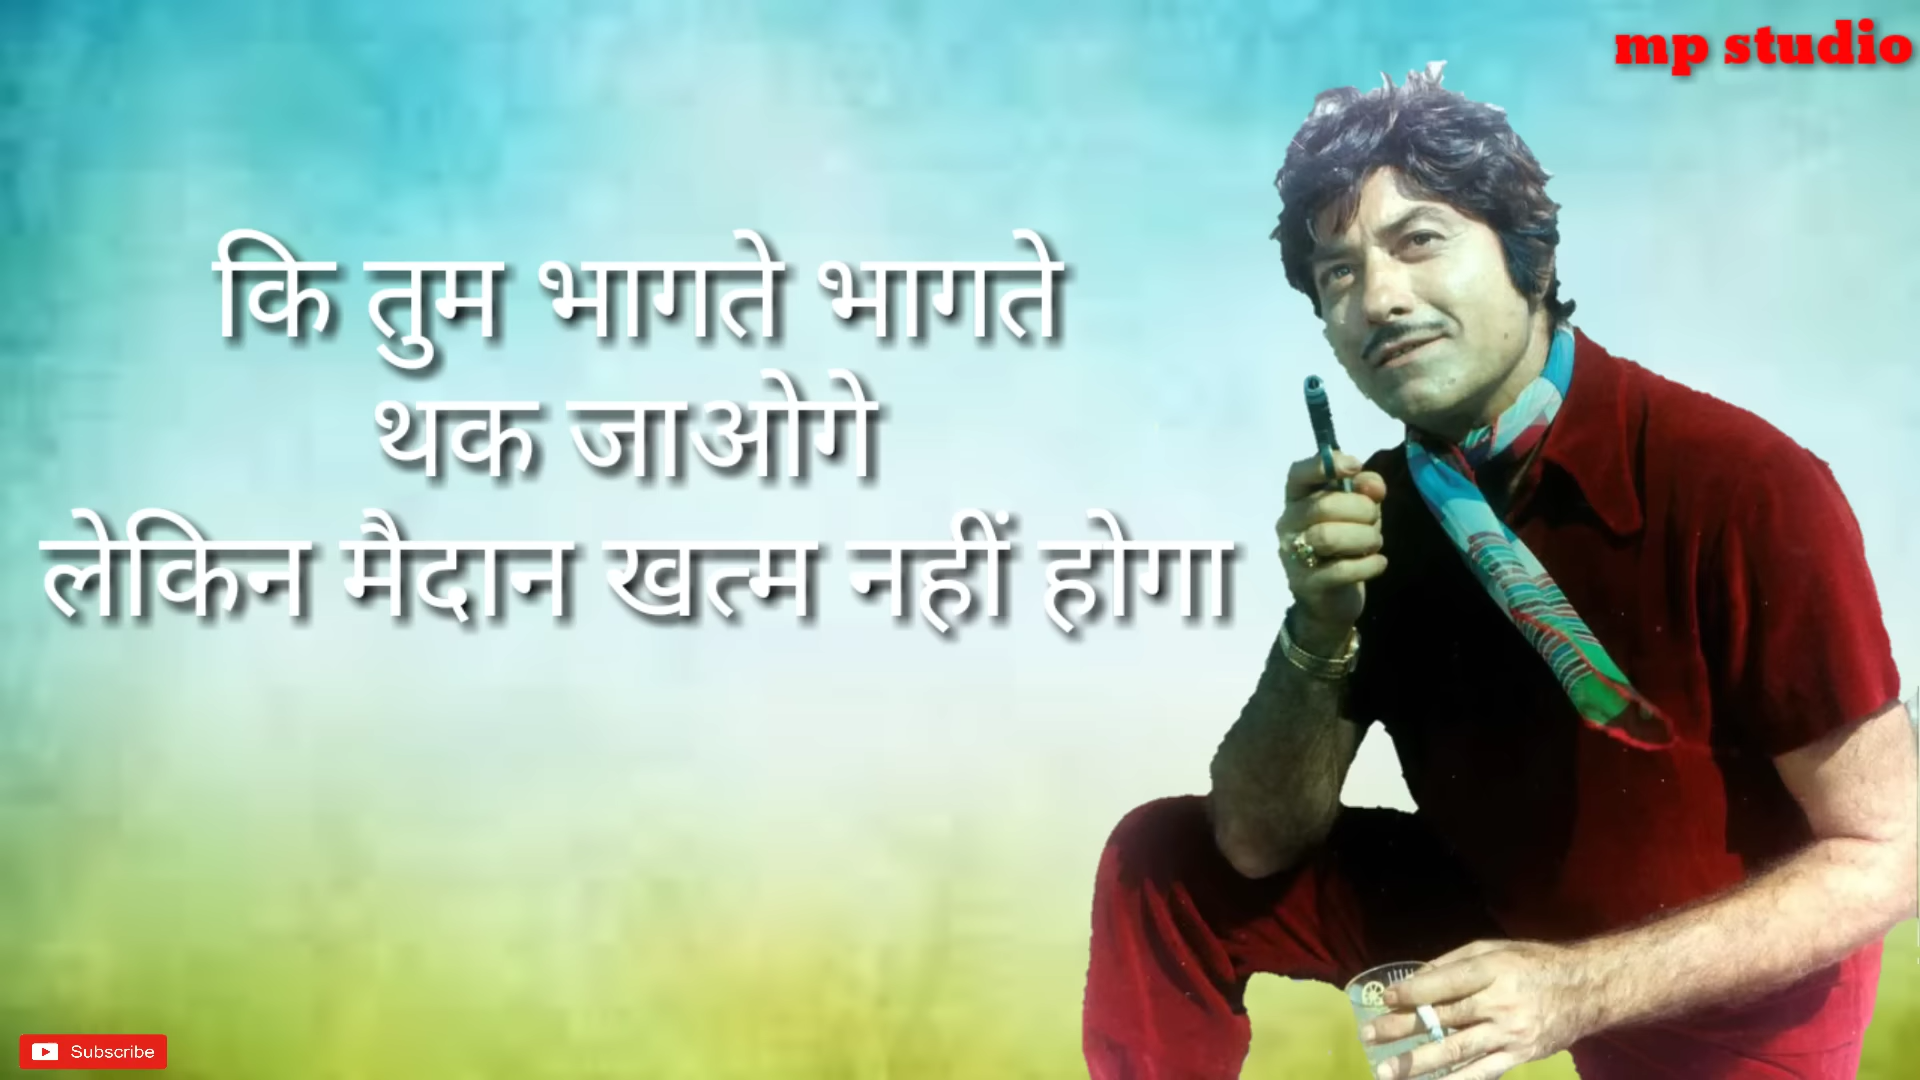 mp studio
कि तुम भागते भागते
थक जाओगे
लेकिन मैदान खत्म नहीं होगा
Subscribe